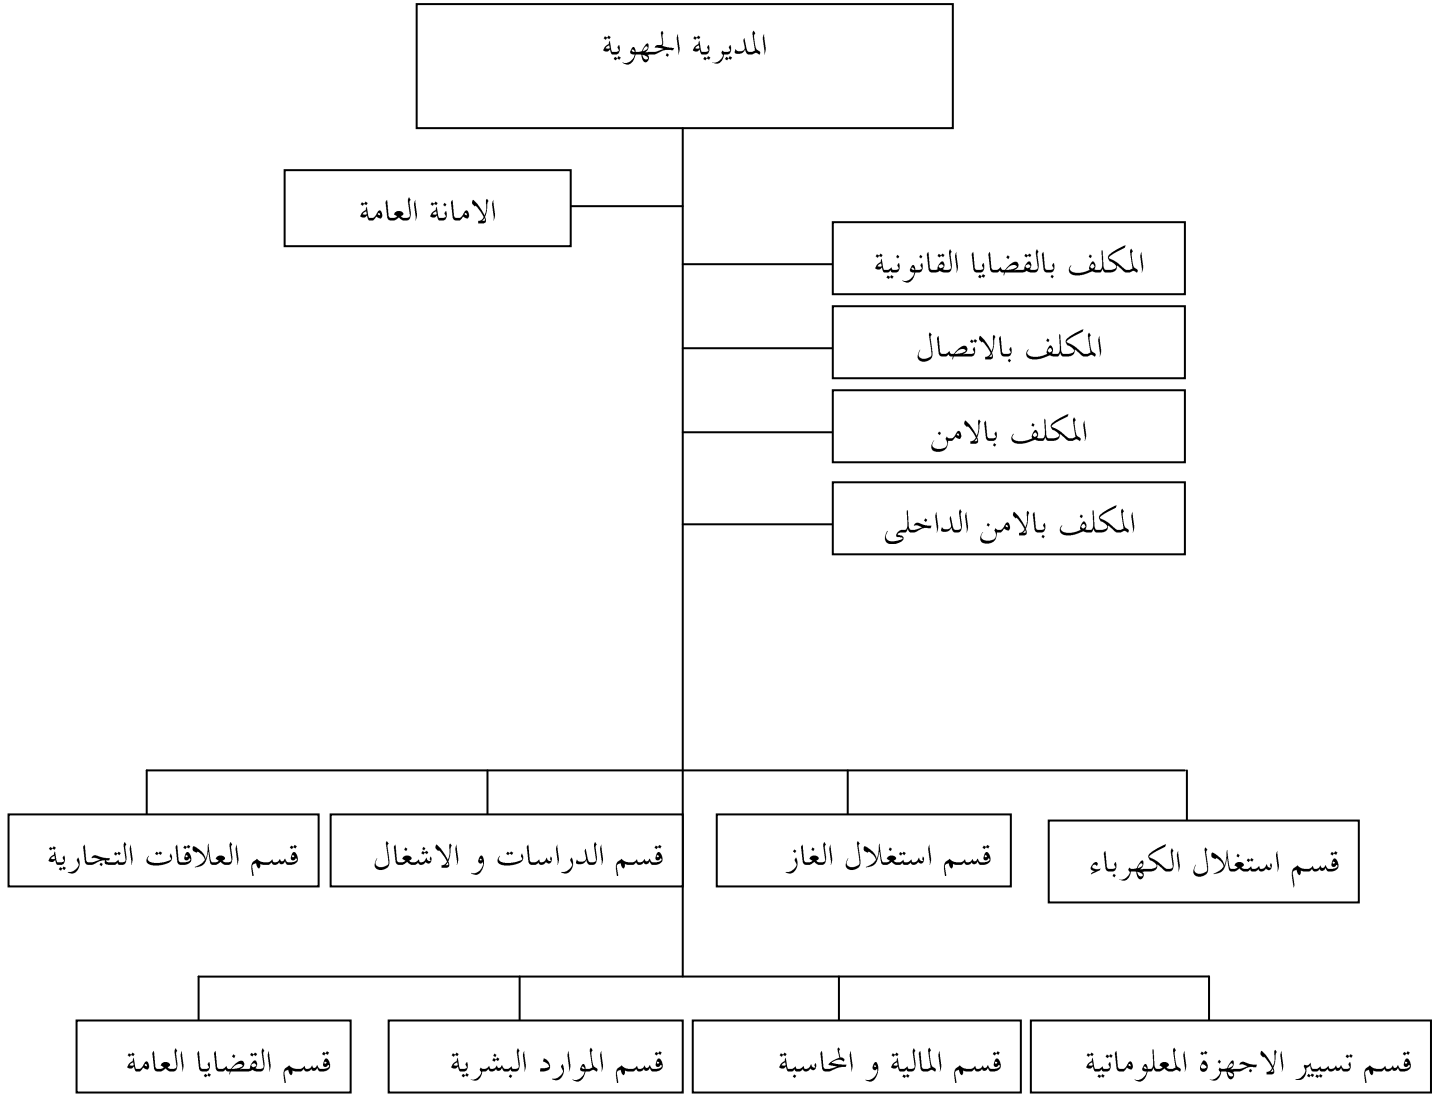 المديرية الجهوية
الامانة العامة
المكلف بالقضايا القانونية
المكلف بالاتصال
المكلف بالامن
المكلف بالامن الداخلى
قسم استغلال الكهرباء
قسم استغلال الغاز
قسم الدراسات و الاشغال
قسم العلاقات التجارية
قسم تسيير الاجهزة المعلوماتية
قسم المالية و المحاسبة
قسم الموارد البشرية
قسم القضايا العامة